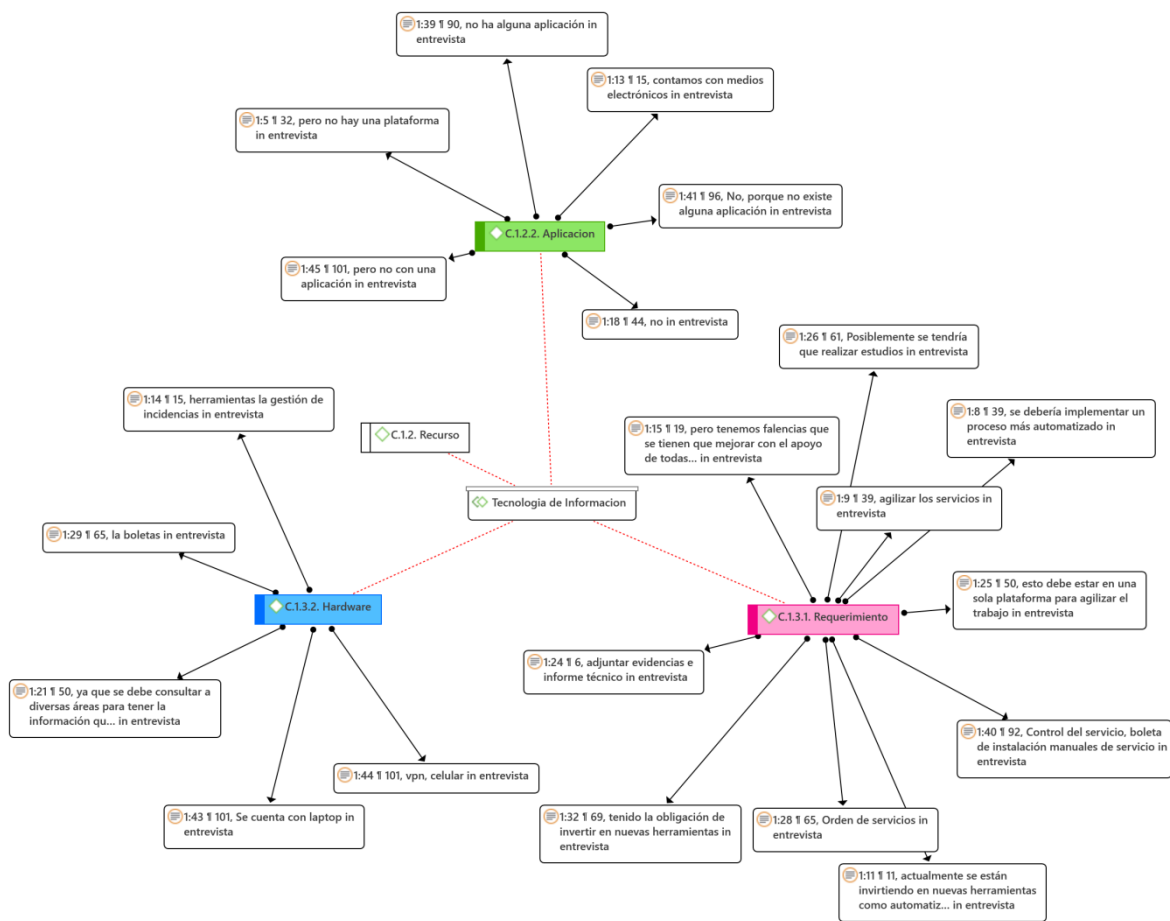 1:39 ¶ 90, no ha alguna aplicación in
entrevista
1:13 ¶ 15, contamos con medios
electrónicos in entrevista
1:5 ¶ 32, pero no hay una plataforma
in entrevista
1:41 ¶ 96, No, porque no existe
alguna aplicación in entrevista
C.1.2.2. Aplicacion
1:45 ¶ 101, pero no con una
aplicación in entrevista
1:18 ¶ 44, no in entrevista
1:26 ¶ 61, Posiblemente se tendría
que realizar estudios in entrevista
1:14 ¶ 15, herramientas la gestión de
incidencias in entrevista
C.1.2. Recurso
1:15 ¶ 19, pero tenemos falencias que
se tienen que mejorar con el apoyo
de todas... in entrevista
1:8 ¶ 39, se debería implementar un
proceso más automatizado in
entrevista
1:9 ¶ 39, agilizar los servicios in
entrevista
Tecnologia de Informacion
1:29 ¶ 65, la boletas in entrevista
1:25 ¶ 50, esto debe estar en una
sola plataforma para agilizar el
trabajo in entrevista
C.1.3.2. Hardware
C.1.3.1. Requerimiento
1:24 ¶ 6, adjuntar evidencias e
informe técnico in entrevista
1:21 ¶ 50, ya que se debe consultar a
diversas áreas para tener la
información qu... in entrevista
1:40 ¶ 92, Control del servicio, boleta
de instalación manuales de servicio in
entrevista
1:44 ¶ 101, vpn, celular in entrevista
1:43 ¶ 101, Se cuenta con laptop in
entrevista
1:32 ¶ 69, tenido la obligación de
invertir en nuevas herramientas in
entrevista
1:28 ¶ 65, Orden de servicios in
entrevista
1:11 ¶ 11, actualmente se están
invirtiendo en nuevas herramientas
como automatiz... in entrevista